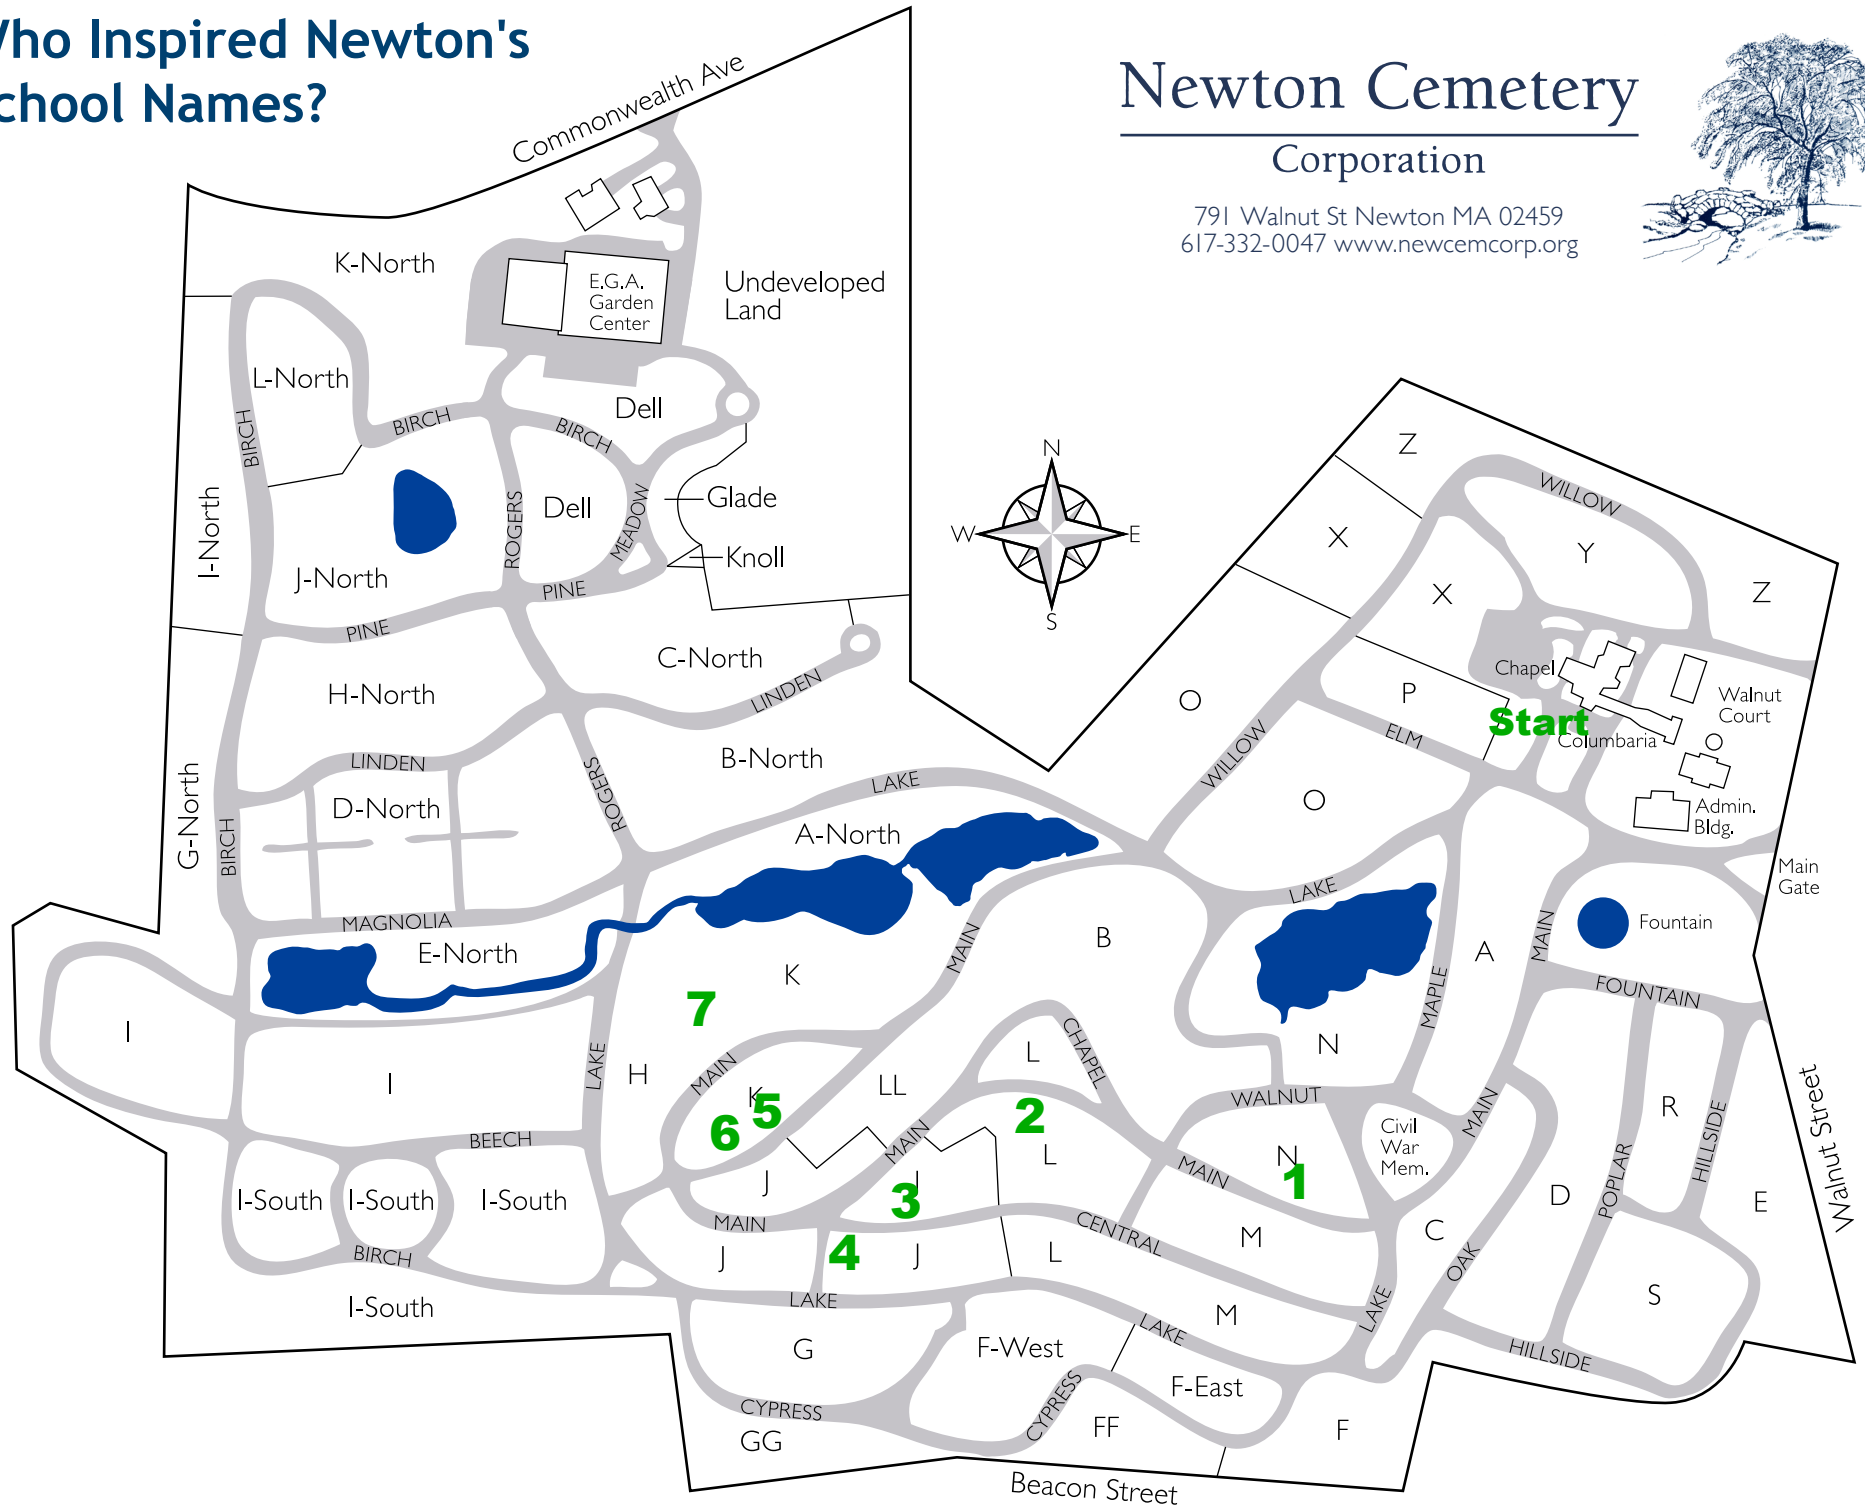 Who Inspired Newton's
School Names?
Newton Cemetery
Corporation
791 Walnut St Newton MA 02459
617-332-0047 www.newcemcorp.org
Commonwealth Ave
K-North
E.G.A.
Garden
Center
Undeveloped
Land
L-North
BIRCH
BIRCH
BIRCH
Dell
Dell
Glade
Knoll
MEADOW
ROGERS
I-North
J-North
PINE
PINE
N
W
E
S
C-North
H-North
LINDEN
LINDEN
B-North
G-North
D-North
BIRCH
ROGERS
LAKE
A-North
MAGNOLIA
E-North
Z
WILLOW
X
Y
X
Z
Chapel
Walnut
Court
O
P
Start
Columbaria
ELM
WILLOW
O
Admin.
Bldg.
Main
Gate
LAKE
Fountain
MAIN
A
B
MAIN
K
7
FOUNTAIN
MAPLE
N
I
I
LAKE
H
MAIN
K
5
6
LL
L
CHAPEL
2
L
WALNUT
Civil
War
Mem.
MAIN
R
HILLSIDE
Walnut Street
BEECH
MAIN
N
1
MAIN
I-South
I-South
I-South
J
J
3
D
POPLAR
E
MAIN
CENTRAL
M
C
BIRCH
J
4
J
L
OAK
I-South
LAKE
LAKE
M
LAKE
S
G
F-West
HILLSIDE
F-East
CYPRESS
CYPRESS
GG
FF
F
Beacon Street